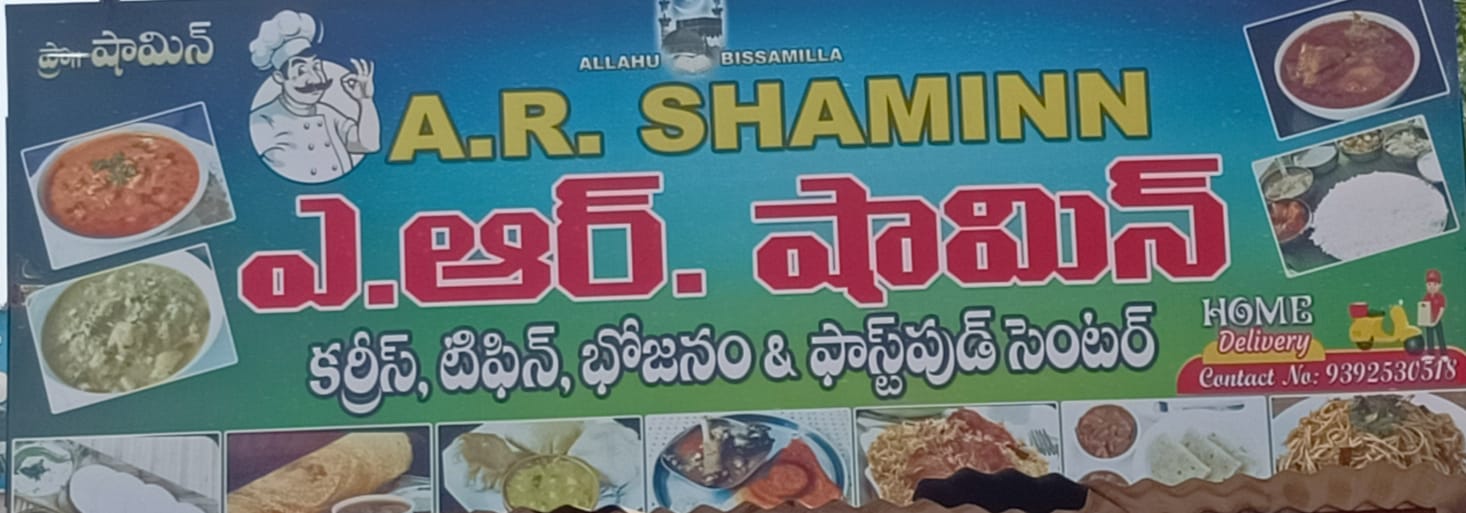 ప్రొః షామిన్
ALLAHU BISSAMILLA
A.R. SHAMINN
ఎ.ఆర్. షామిన్
కర్రీస్, టిఫిన్, భోజనం & ఫాస్ట్‌పుడ్ సెంటర్
HOME
Delivery
Contact No: 9392530518